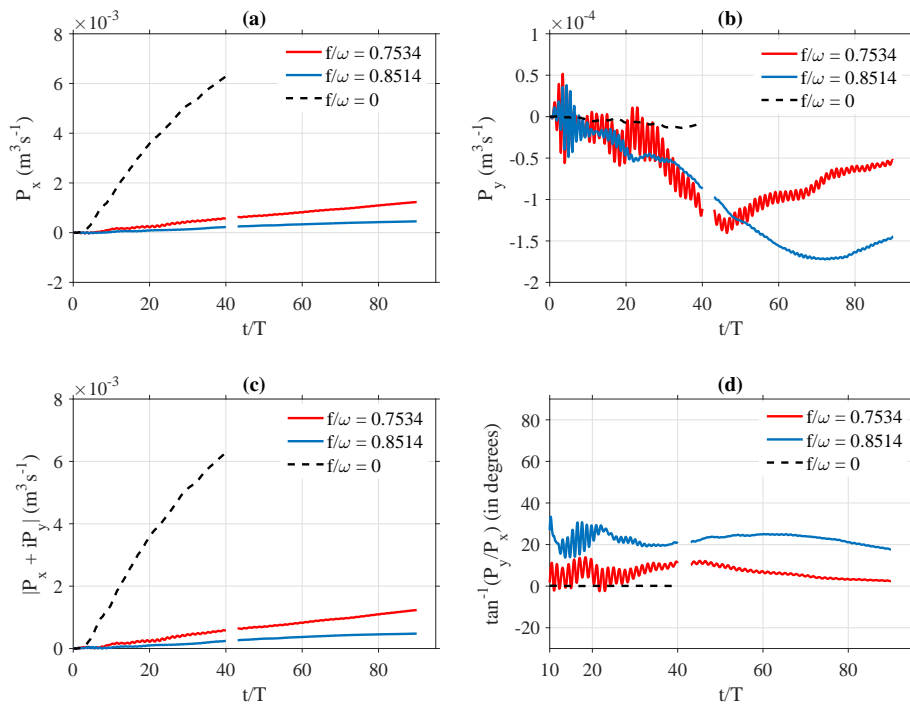 (a)
×10⁻³
8
6
4
2
0
-2
0 20 40 60 80
P_x (m³ s⁻¹)
t/T
f/ω = 0.7534
f/ω = 0.8514
f/ω = 0
(b)
×10⁻⁴
1
0.5
0
-0.5
-1
-1.5
-2
0 20 40 60 80
P_y (m³ s⁻¹)
t/T
f/ω = 0.7534
f/ω = 0.8514
f/ω = 0
(c)
×10⁻³
8
6
4
2
0
0 20 40 60 80
|P_x + iP_y| (m³ s⁻¹)
t/T
f/ω = 0.7534
f/ω = 0.8514
f/ω = 0
(d)
80
60
40
20
0
-20
10 20 40 60 80
tan⁻¹(P_y/P_x) (in degrees)
t/T
f/ω = 0.7534
f/ω = 0.8514
f/ω = 0